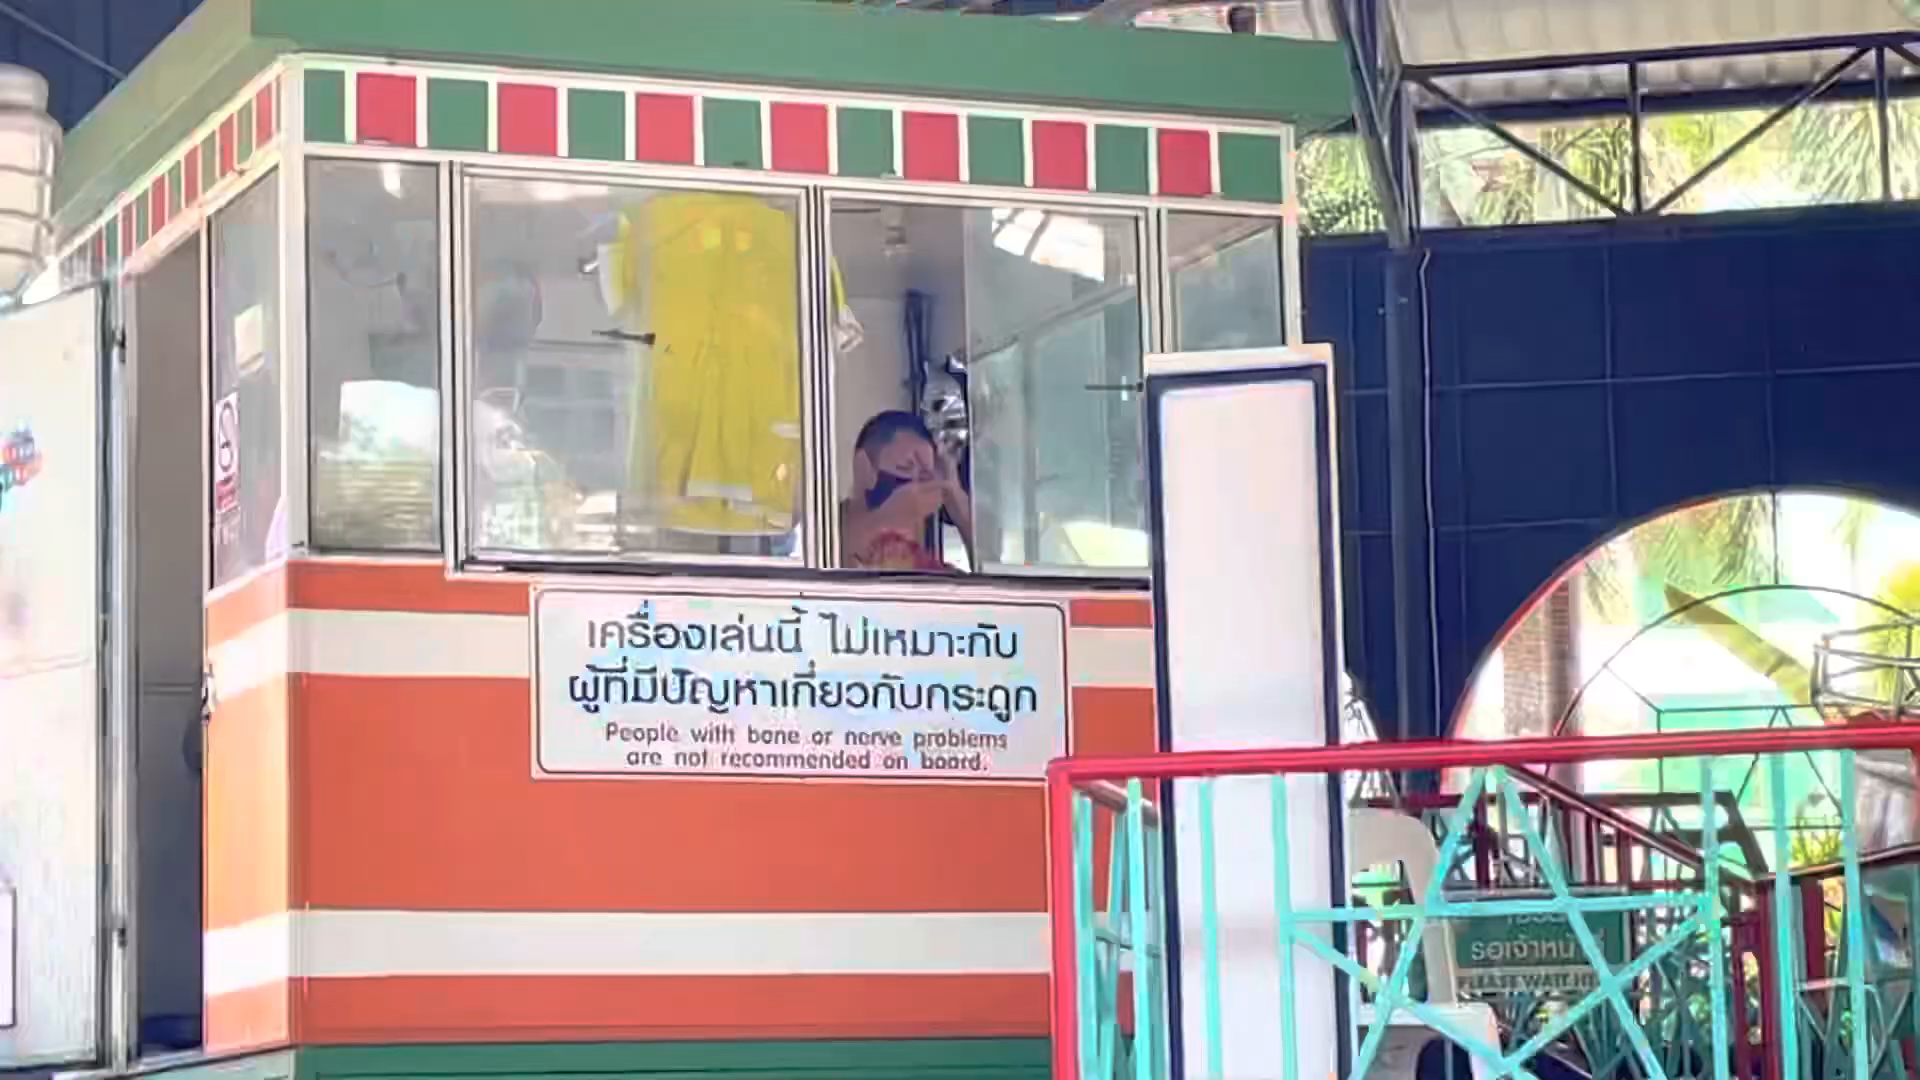 เครื่องเล่นนี้ ไม่เหมาะกับ
ผู้ที่มีปัญหาเกี่ยวกับกระดูก
People with bone or nerve problems
are not recommended on board.
รอเจ้าหน
PLEASE WAIT